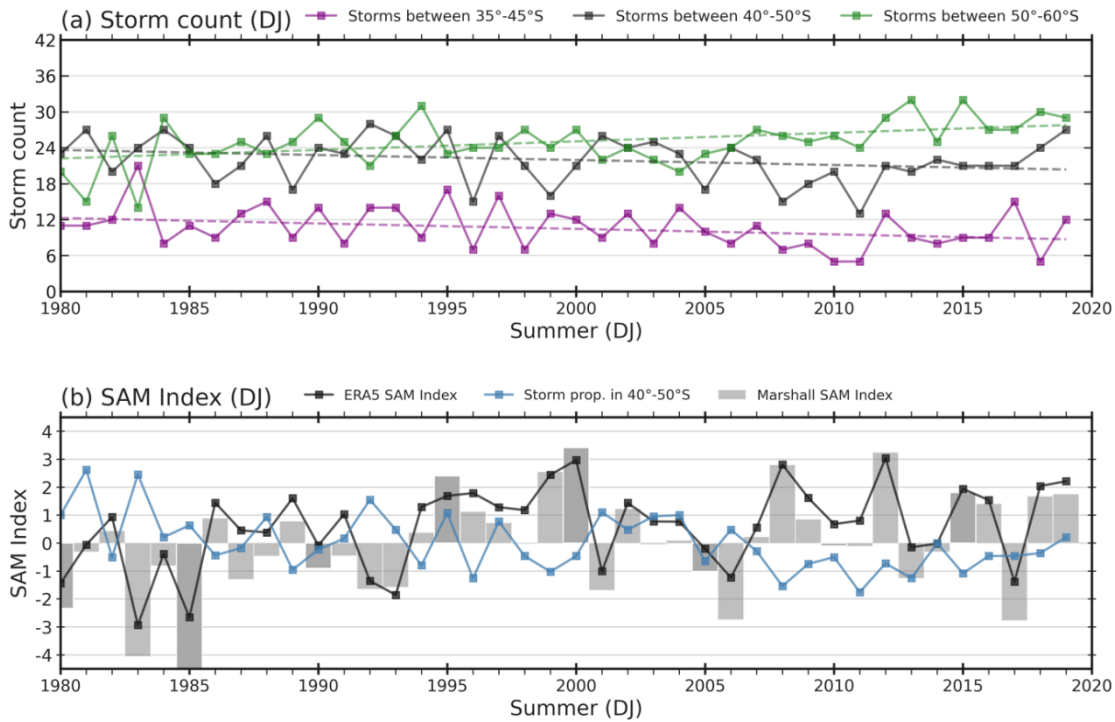 (a) Storm count (DJ)
Storms between 35°-45°S
Storms between 40°-50°S
Storms between 50°-60°S
42
36
30
24
18
12
6
0
Storm count
1980 1985 1990 1995 2000 2005 2010 2015 2020
Summer (DJ)
(b) SAM Index (DJ)
ERA5 SAM Index
Storm prop. in 40°-50°S
Marshall SAM Index
4
3
2
1
0
-1
-2
-3
-4
SAM Index
1980 1985 1990 1995 2000 2005 2010 2015 2020
Summer (DJ)